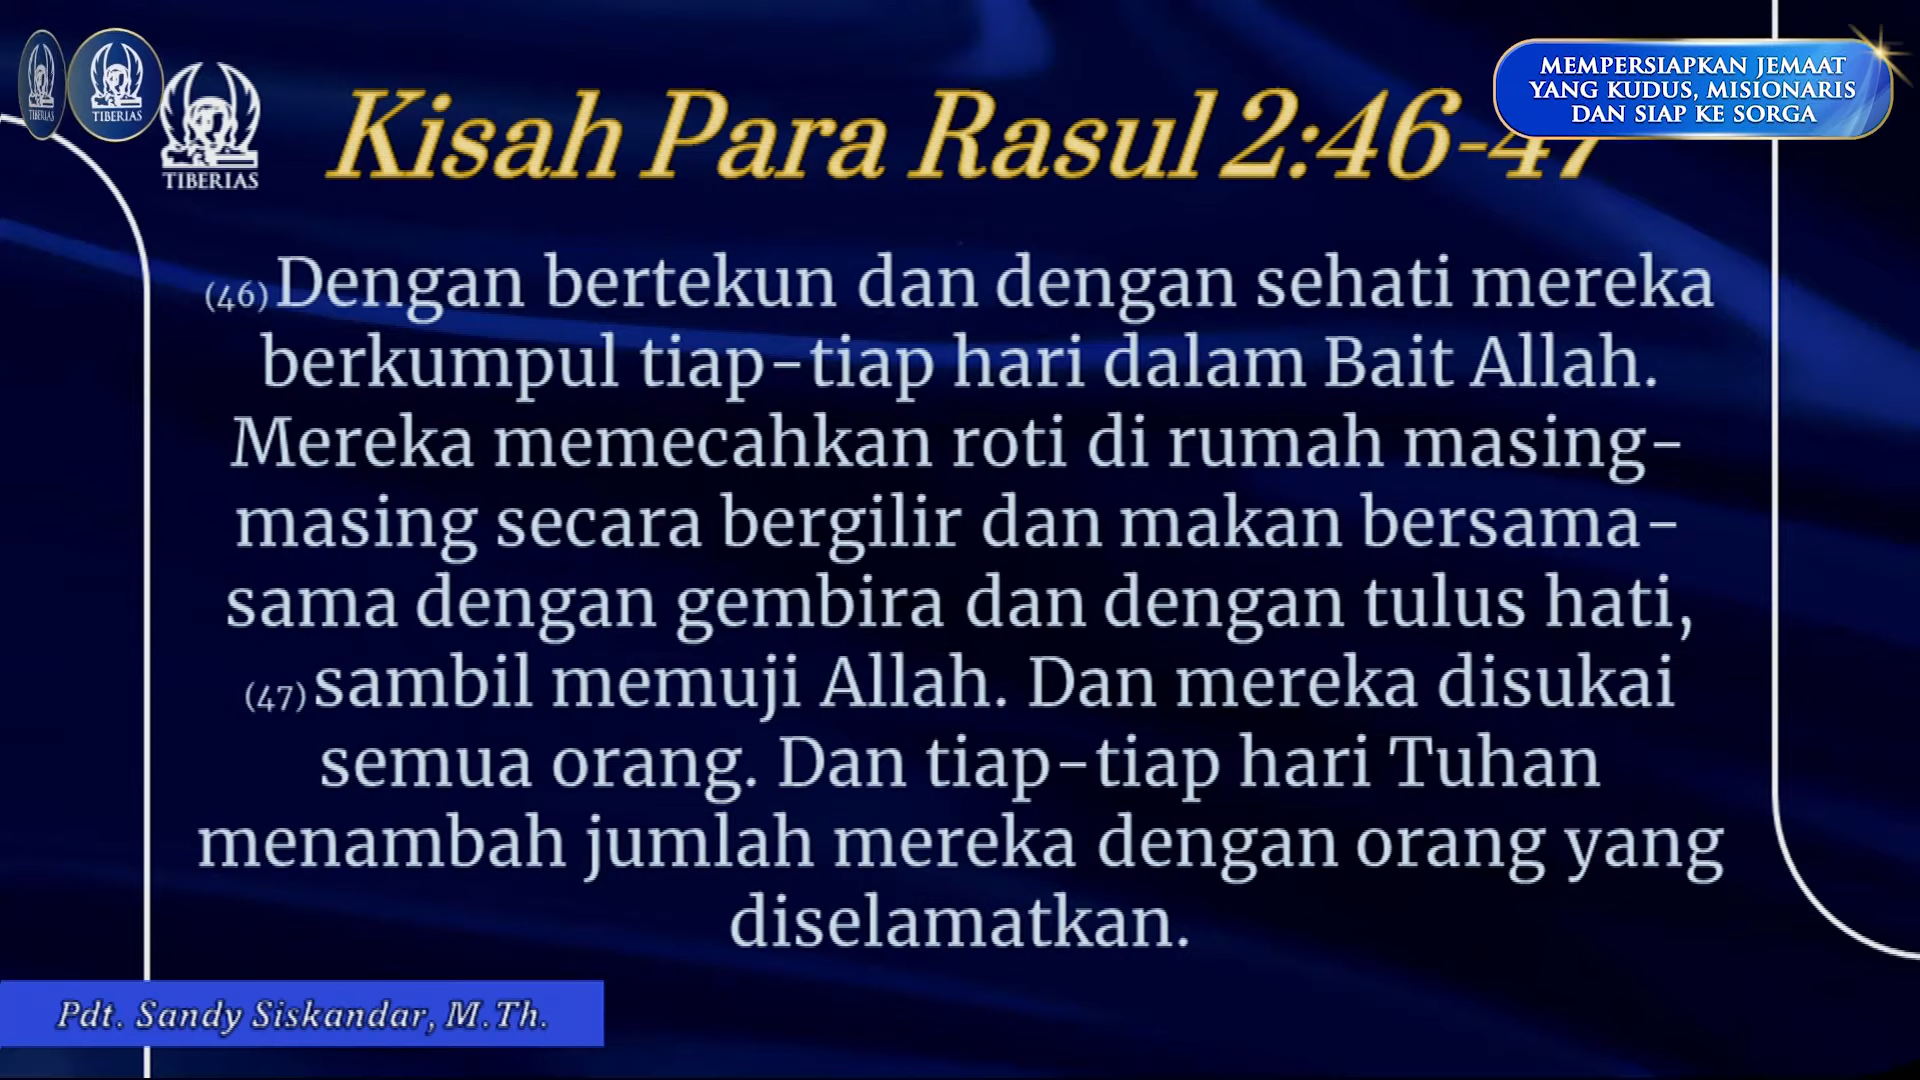 TIBERIAS
TIBERIAS
TIBERIAS
Kisah Para Rasul 2:46-47
MEMPERSIAPKAN JEMAAT
YANG KUDUS, MISIONARIS
DAN SIAP KE SORGA
(46) Dengan bertekun dan dengan sehati mereka
berkumpul tiap-tiap hari dalam Bait Allah.
Mereka memecahkan roti di rumah masing-
masing secara bergilir dan makan bersama-
sama dengan gembira dan dengan tulus hati,
(47) sambil memuji Allah. Dan mereka disukai
semua orang. Dan tiap-tiap hari Tuhan
menambah jumlah mereka dengan orang yang
diselamatkan.
Pdt. Sandy Siskandar, M.Th.